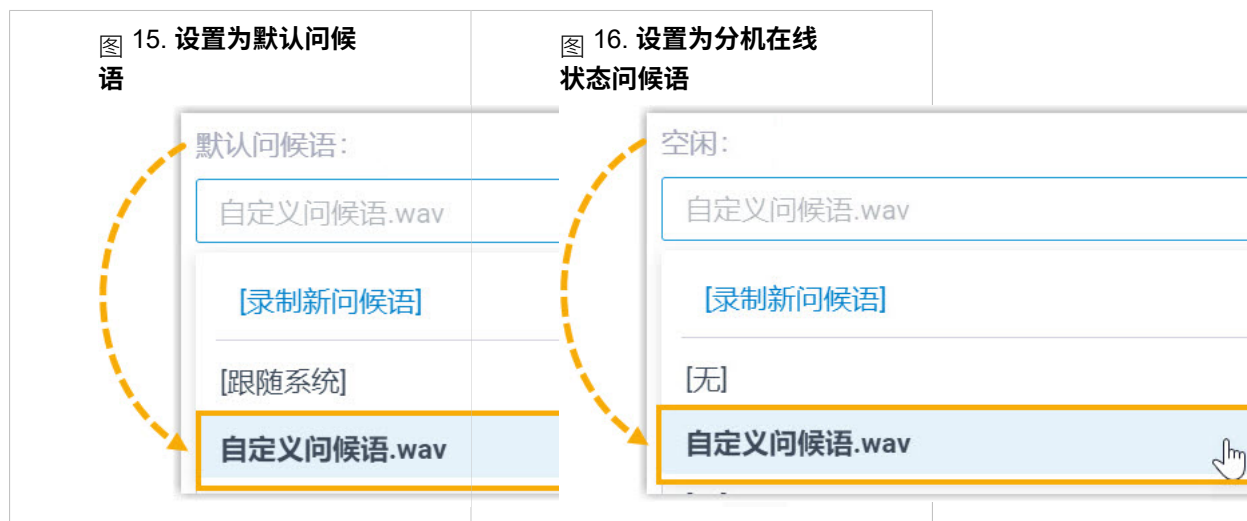 图 15. 设置为默认问候
语
默认问候语：
自定义问候语.wav
[录制新问候语]
[跟随系统]
自定义问候语.wav
图 16. 设置为分机在线
状态问候语
空闲：
自定义问候语.wav
[录制新问候语]
[无]
自定义问候语.wav